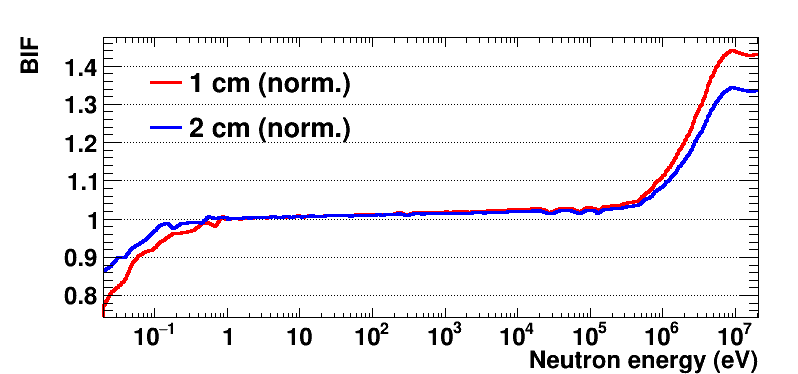 BIF
1.4
1.3
1.2
1.1
1
0.9
0.8
1 cm (norm.)
2 cm (norm.)
10⁻¹ 1 10 10² 10³ 10⁴ 10⁵ 10⁶ 10⁷
Neutron energy (eV)